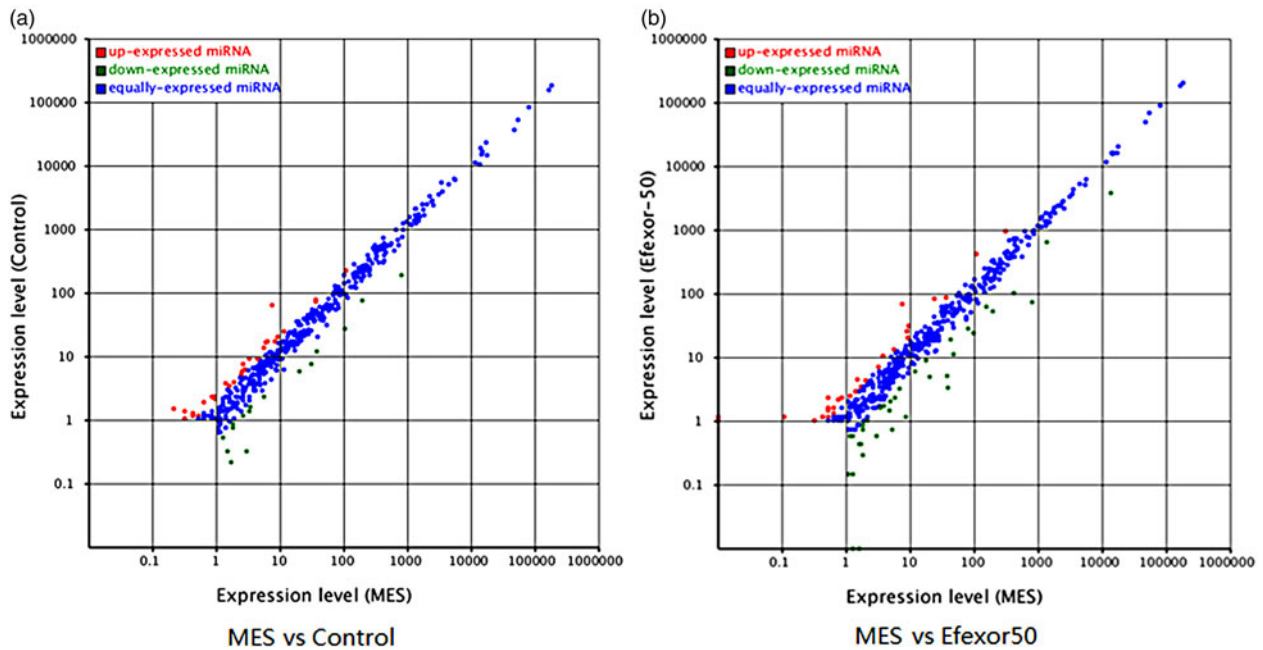 (a)
1000000
100000
10000
1000
100
10
1
0.1
Expression level (Control)
up-expressed miRNA
down-expressed miRNA
equally-expressed miRNA
0.1 1 10 100 1000 10000 100000 1000000
Expression level (MES)
MES vs Control
(b)
1000000
100000
10000
1000
100
10
1
0.1
Expression level (Efexor-50)
up-expressed miRNA
down-expressed miRNA
equally-expressed miRNA
0.1 1 10 100 1000 10000 100000 1000000
Expression level (MES)
MES vs Efexor50